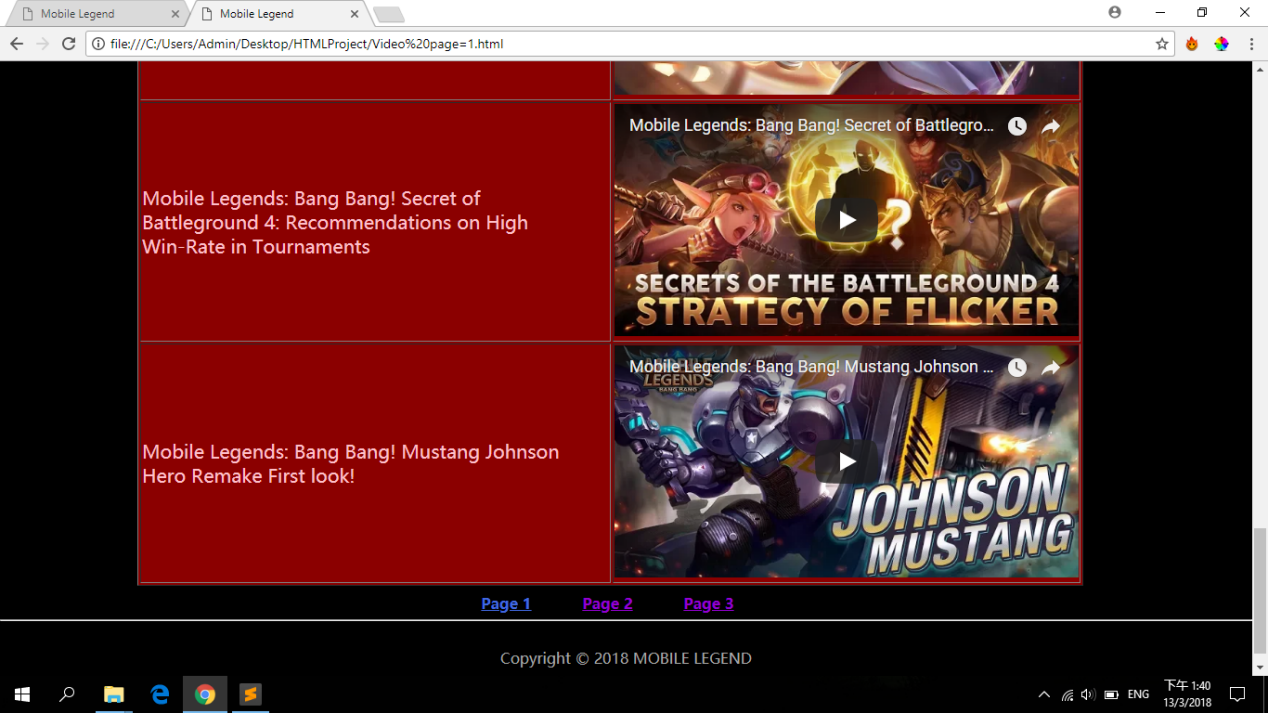 Mobile Legend
Mobile Legend
file:///C:/Users/Admin/Desktop/HTMLProject/Video%20page=1.html
Mobile Legends: Bang Bang! Secret of
Battleground 4: Recommendations on High
Win-Rate in Tournaments
Mobile Legends: Bang Bang! Secret of Battlegro...
?
SECRETS OF THE BATTLEGROUND 4
STRATEGY OF FLICKER
Mobile Legends: Bang Bang! Mustang Johnson
Hero Remake First look!
Mobile Legends: Bang Bang! Mustang Johnson ...
MOBILE
LEGENDS
BANG BANG
JOHNSON
MUSTANG
Page 1 Page 2 Page 3
Copyright © 2018 MOBILE LEGEND
ENG
下午 1:40
13/3/2018